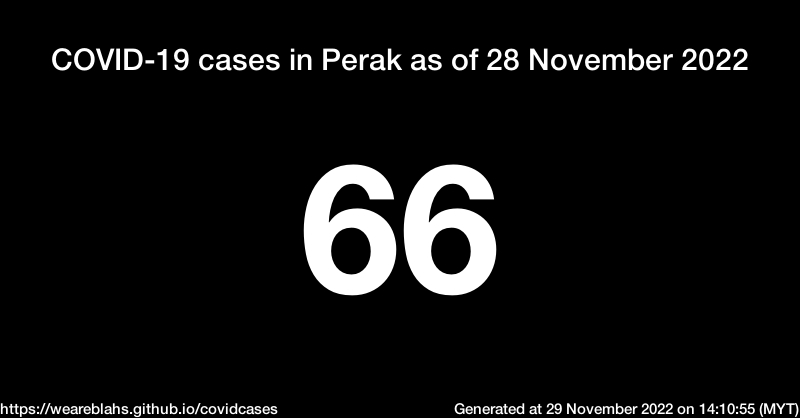 COVID-19 cases in Perak as of 28 November 2022
66
https://weareblahs.github.io/covidcases
Generated at 29 November 2022 on 14:10:55 (MYT)